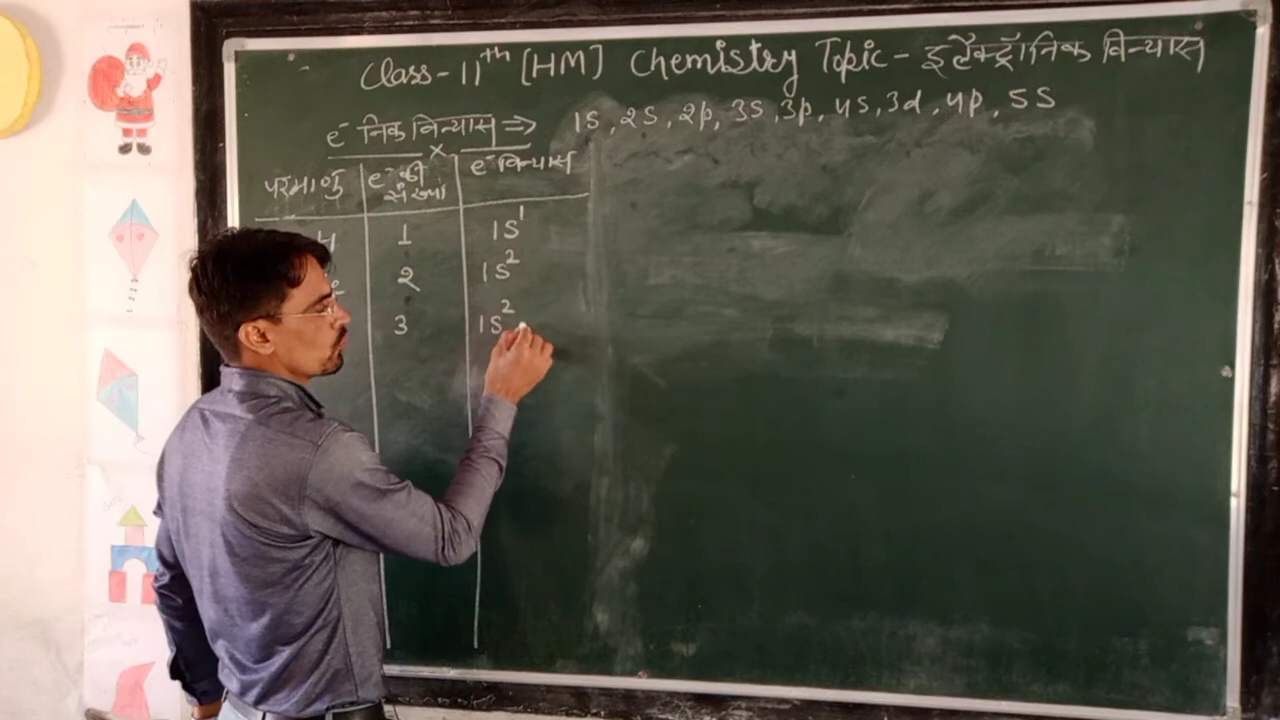 Class-11th [HM] Chemistry Topic- इलैक्ट्रॉनिक विन्यास
e⁻ निक विन्यास ⇒ 1S, 2S, 2p, 3S, 3p, 4S, 3d, 4p, 5S
×
परमाणु e⁻ की संख्या e⁻ विन्यास
H 1 1S¹
2 1S²
3 1S²